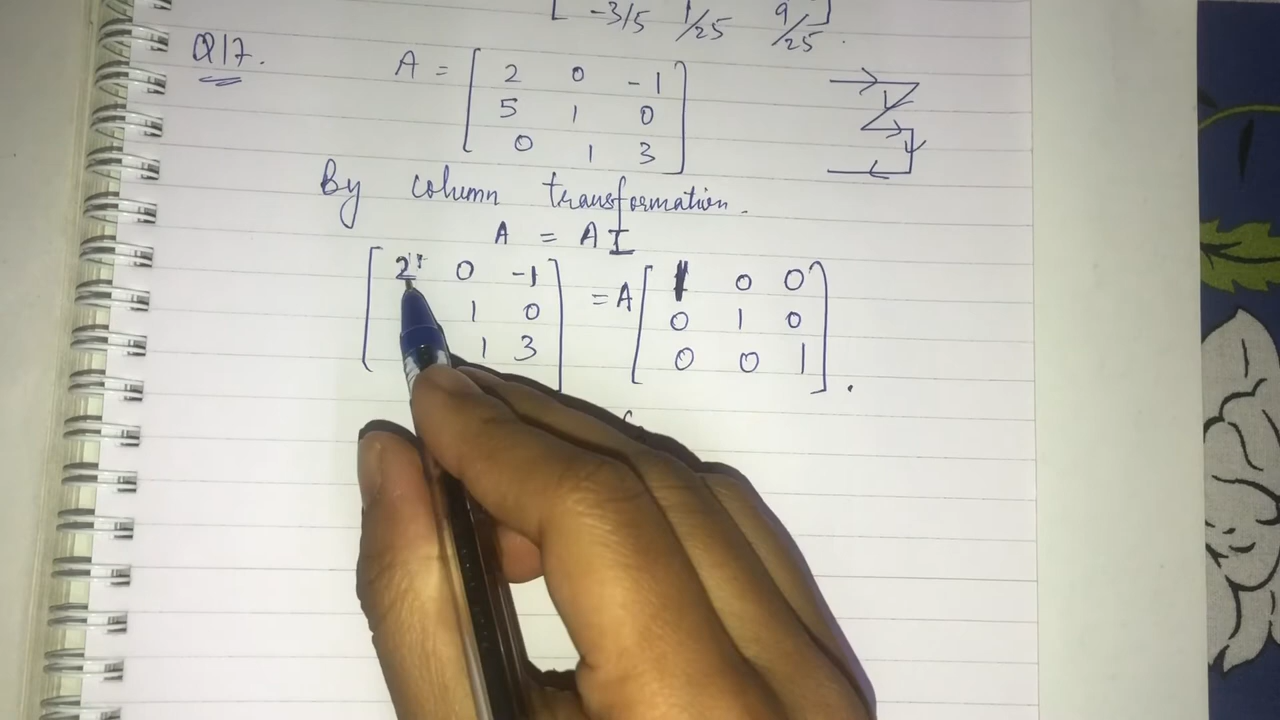 -3/5 1/25 9/25 ] .
Q17.
A = [ 2 0 -1
5 1 0
0 1 3 ]
By column transformation.
A = A I
[ 2 0 -1 ] = A [ 1 0 0 ]
1 0 0 1 0
1 3 0 0 1 .